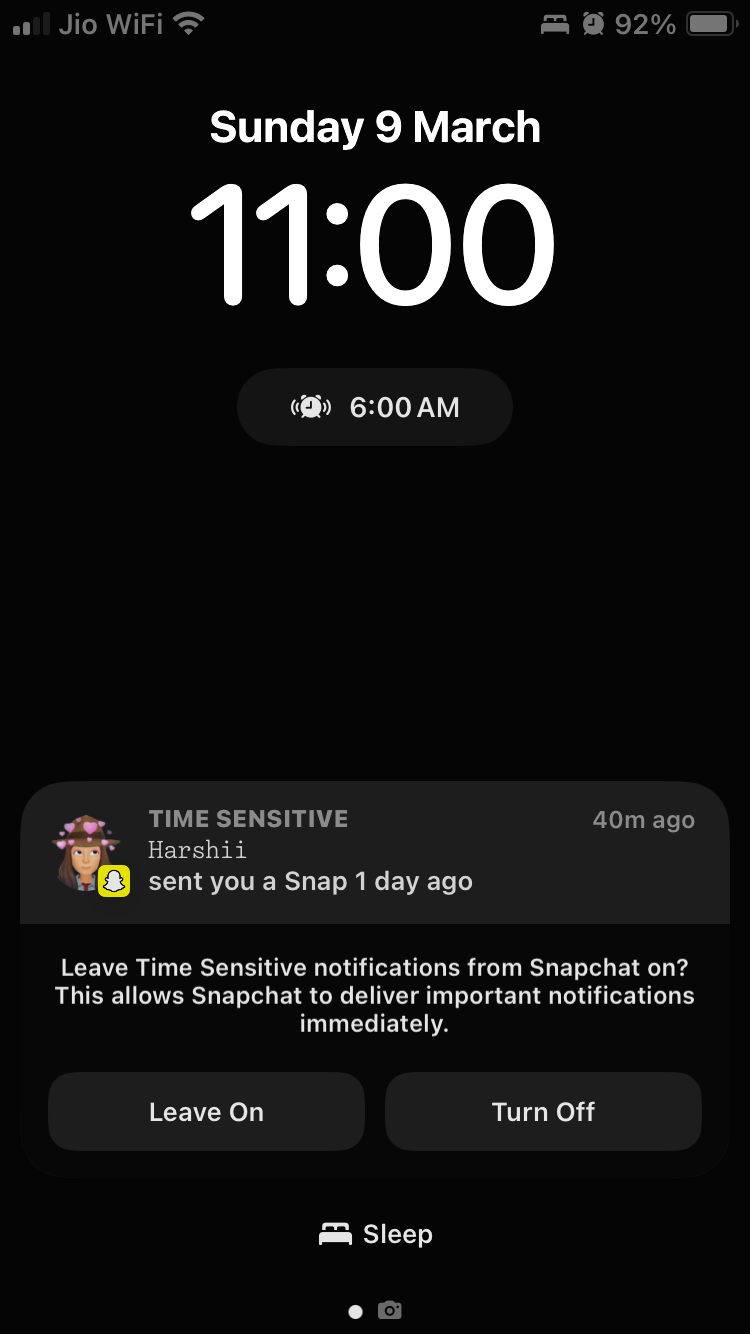 Jio WiFi 92%
Sunday 9 March
11:00
6:00 AM
TIME SENSITIVE 40m ago
Harshii
sent you a Snap 1 day ago
Leave Time Sensitive notifications from Snapchat on?
This allows Snapchat to deliver important notifications
immediately.
Leave On Turn Off
Sleep